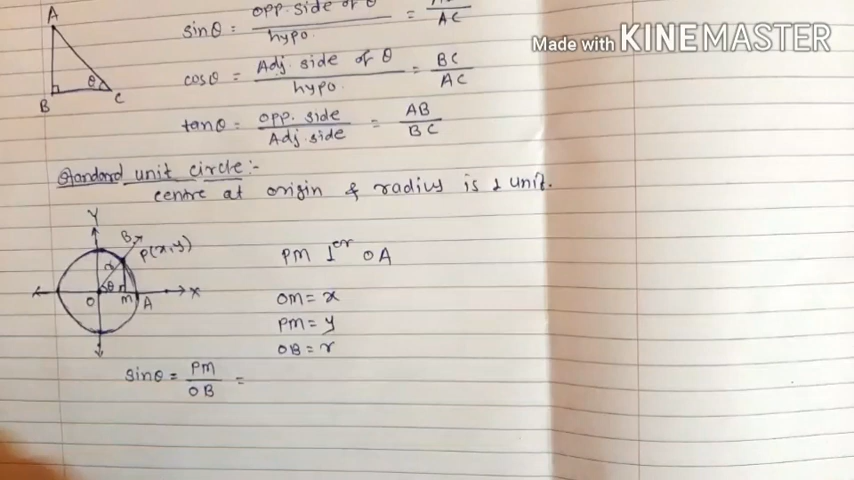 Made with KINEMASTER
A
B
C
θ
sinθ = opp. side of θ / hypo. = / AC
cosθ = Adj. side of θ / hypo. = BC / AC
tanθ = opp. side / Adj. side = AB / BC
Standard unit circle:-
centre at origin & radius is 1 unit.
Y
B
P(x,y)
r
θ
O
M
A
X
PM ⊥er OA
OM = x
PM = y
OB = r
sinθ = PM / OB =